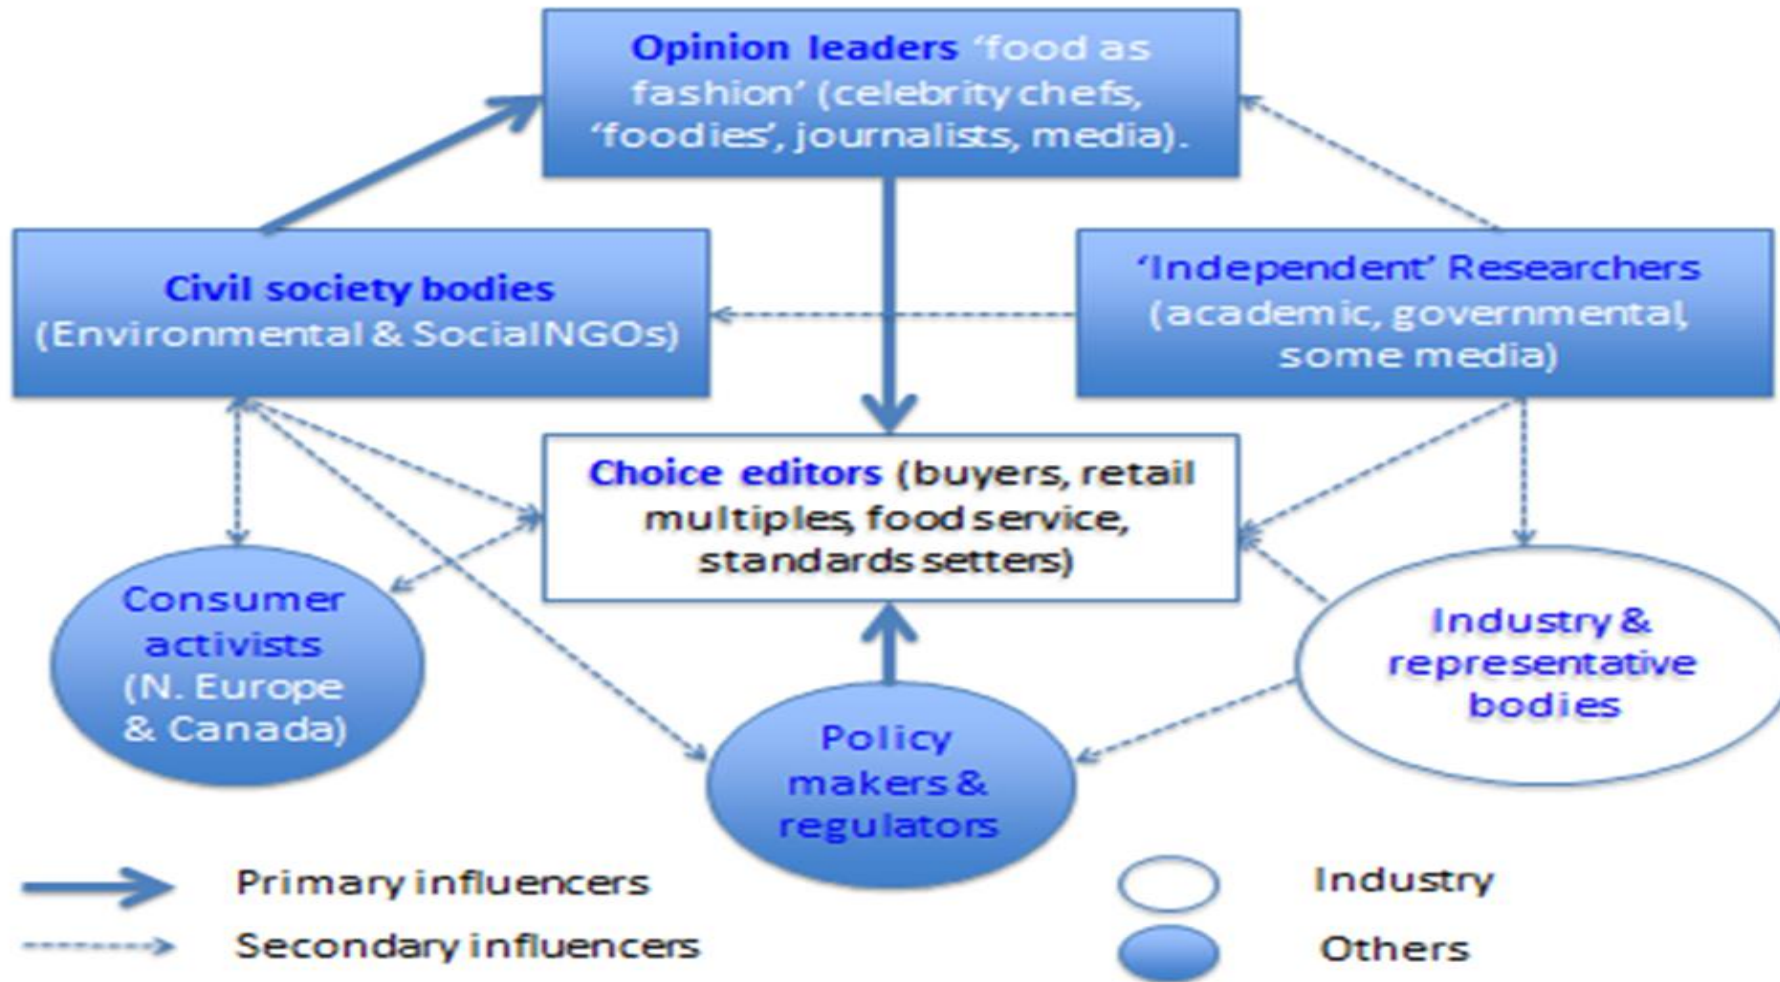 Opinion leaders ‘food as
fashion’ (celebrity chefs,
‘foodies’, journalists, media).
Civil society bodies
(Environmental & SocialNGOs)
‘Independent’ Researchers
(academic, governmental,
some media)
Choice editors (buyers, retail
multiples, food service,
standards setters)
Consumer
activists
(N. Europe
& Canada)
Industry &
representative
bodies
Policy
makers &
regulators
Primary influencers
Industry
Secondary influencers
Others